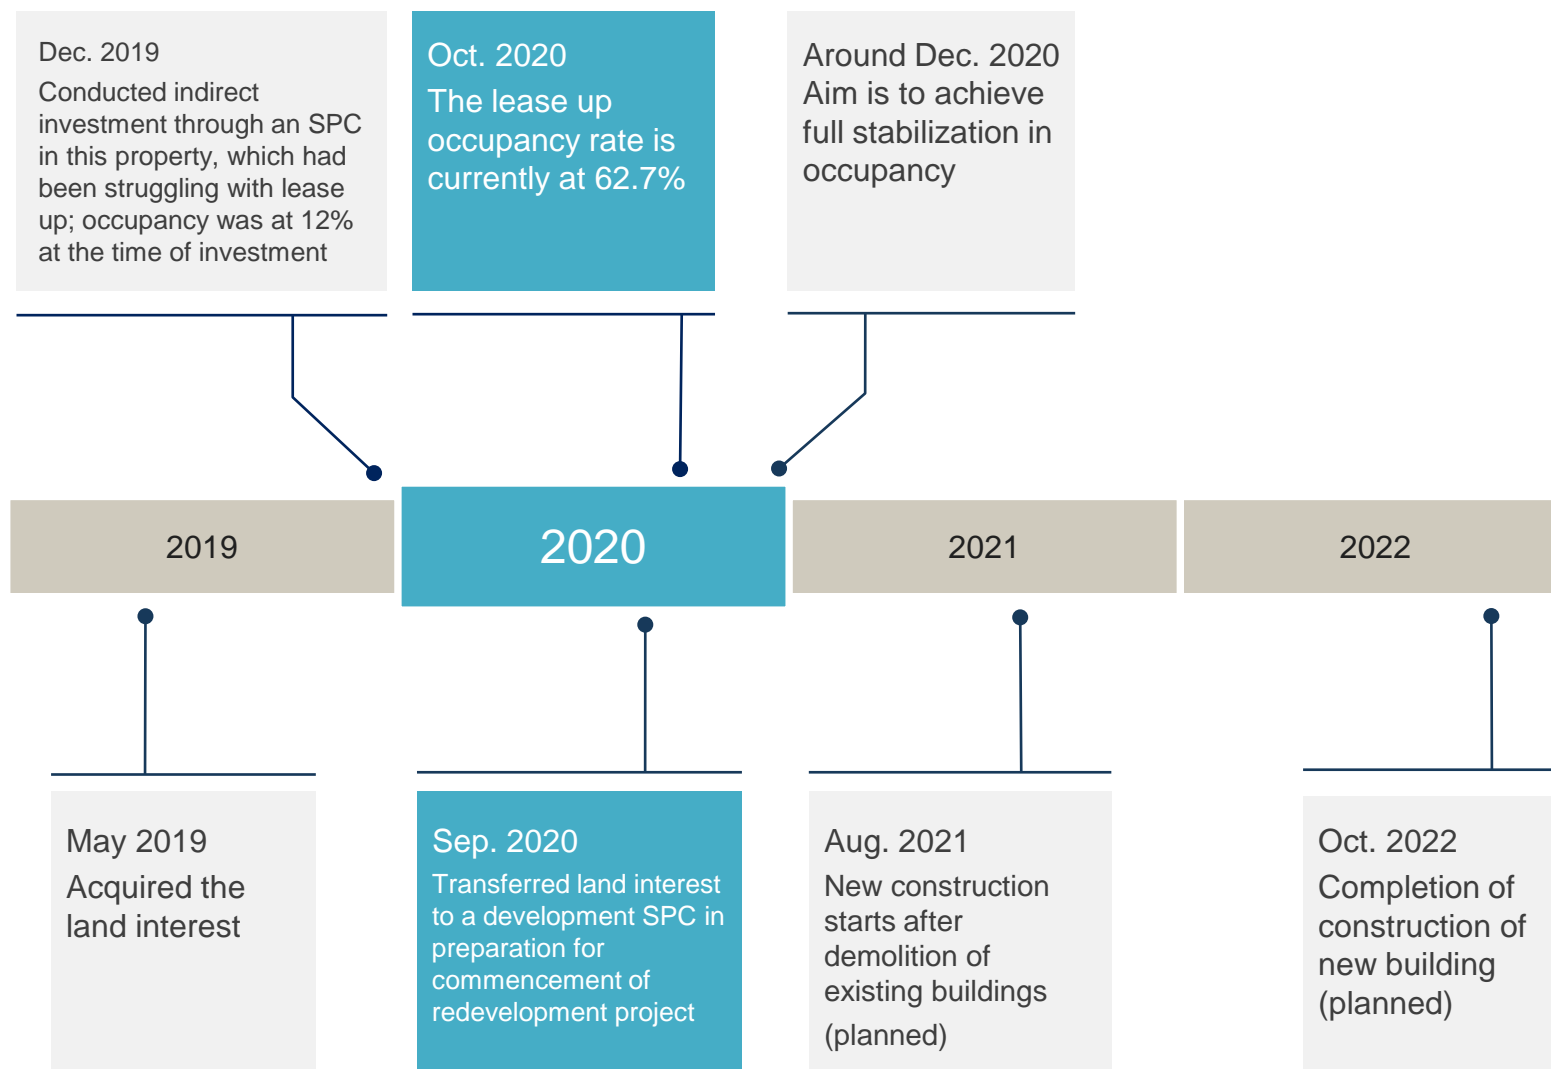 Dec. 2019
Conducted indirect
investment through an SPC
in this property, which had
been struggling with lease
up; occupancy was at 12%
at the time of investment
Oct. 2020
The lease up
occupancy rate is
currently at 62.7%
Around Dec. 2020
Aim is to achieve
full stabilization in
occupancy
2019
2020
2021
2022
May 2019
Acquired the
land interest
Sep. 2020
Transferred land interest
to a development SPC in
preparation for
commencement of
redevelopment project
Aug. 2021
New construction
starts after
demolition of
existing buildings
(planned)
Oct. 2022
Completion of
construction of
new building
(planned)